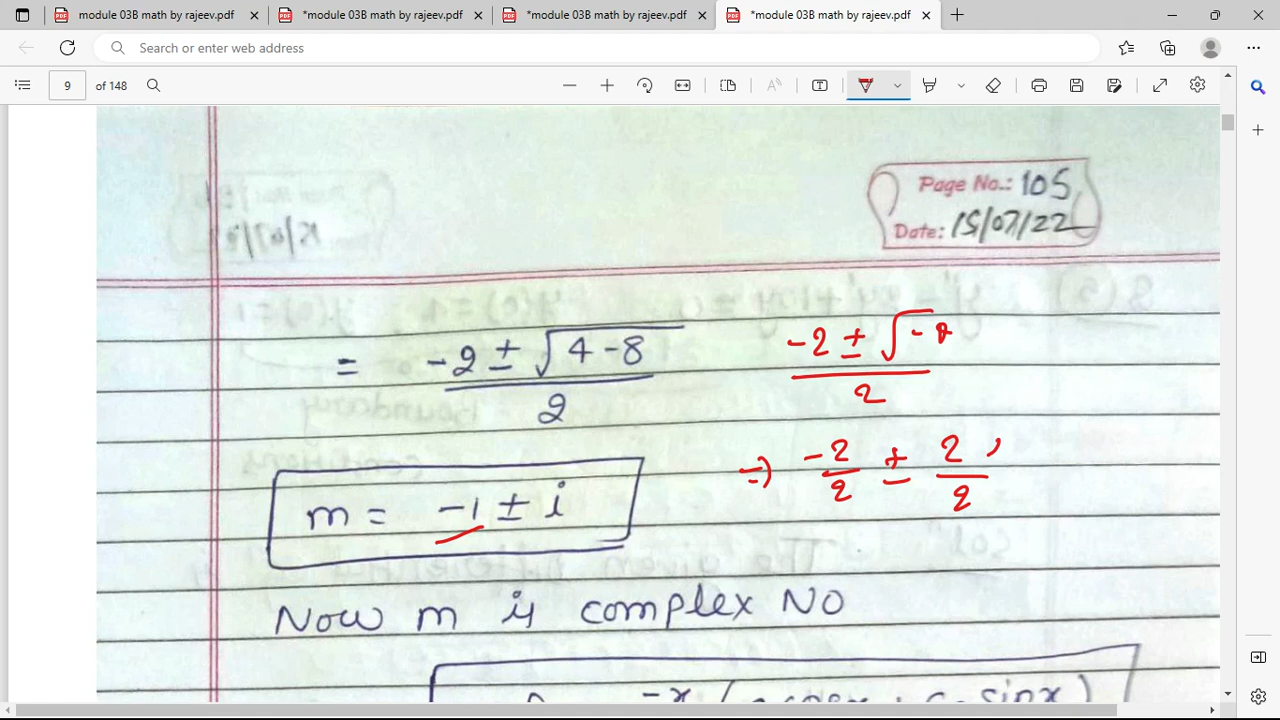 module 03B math by rajeev.pdf
*module 03B math by rajeev.pdf
*module 03B math by rajeev.pdf
*module 03B math by rajeev.pdf
Search or enter web address
9 of 148
Page No.: 105
Date: 15/07/22
= -2 ± √4-8
2
-2 ± √-
2
m = -1 ± i
=) -2/2 ± 2/2
Now m is complex NO